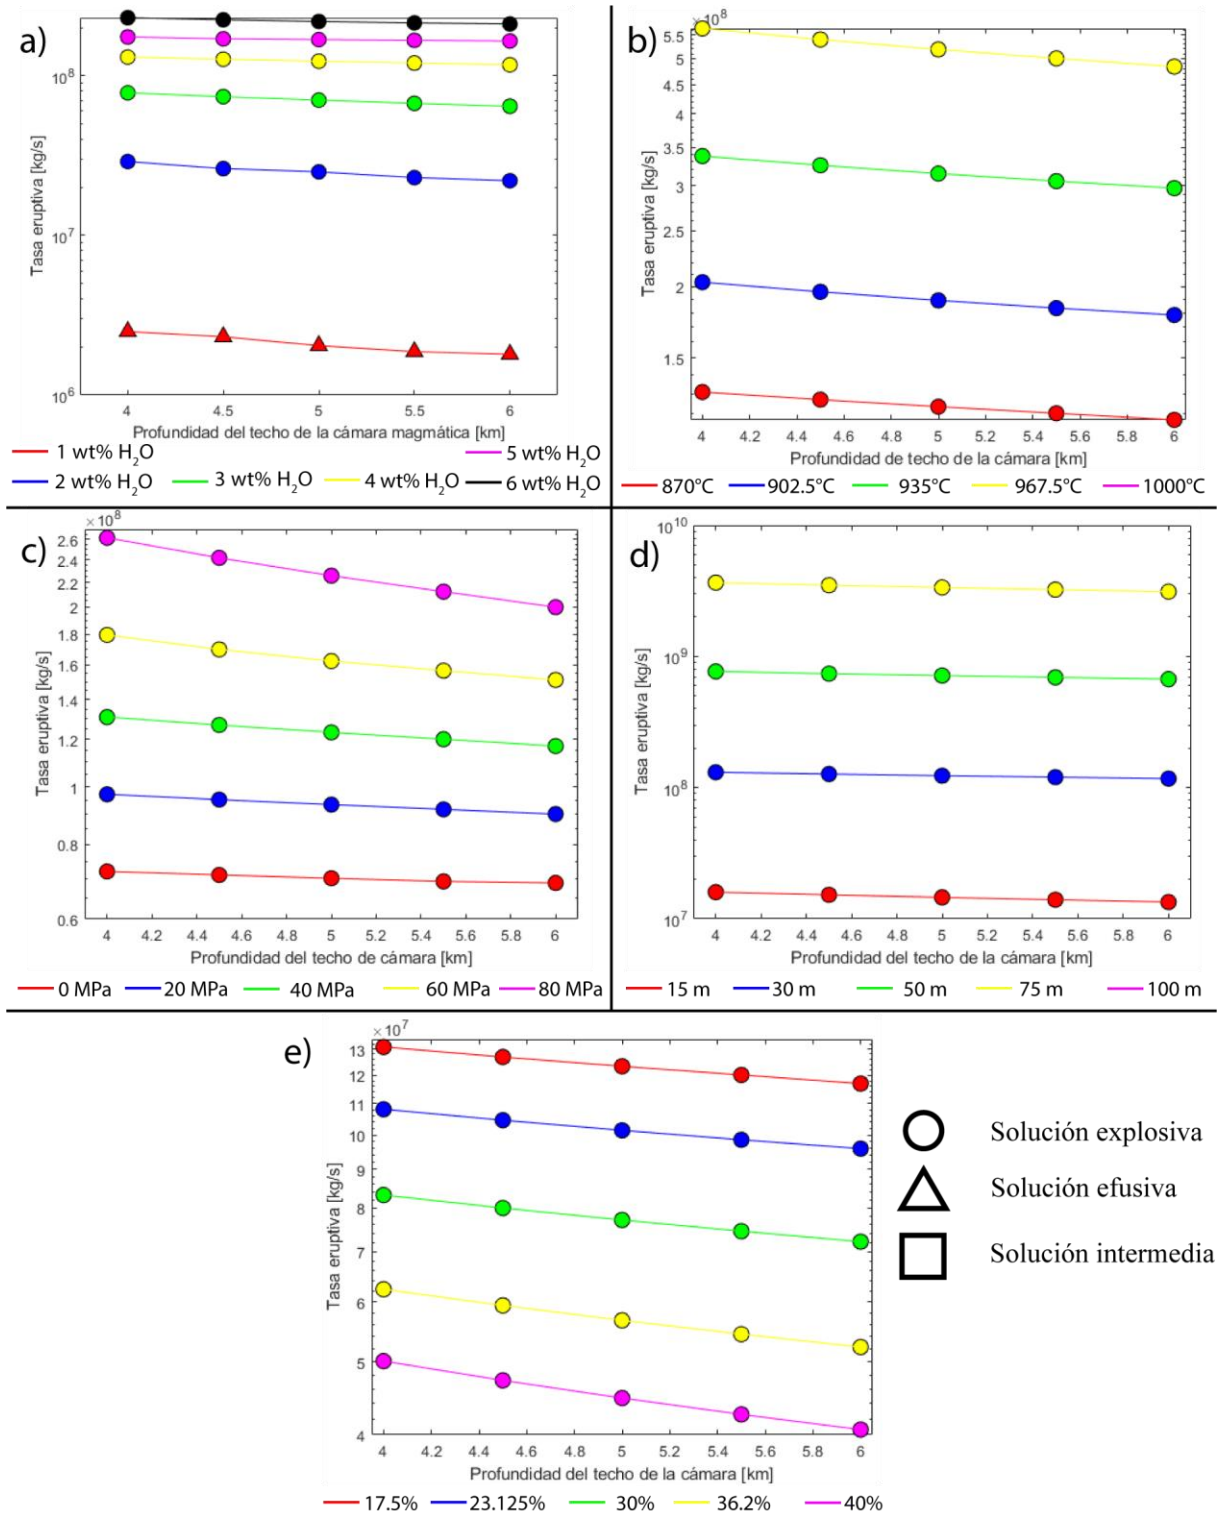 a)
Tasa eruptiva [kg/s]
10^8
10^7
10^6
4 4.5 5 5.5 6
Profundidad del techo de la cámara magmática [km]
1 wt% H₂O 5 wt% H₂O
2 wt% H₂O 3 wt% H₂O 4 wt% H₂O 6 wt% H₂O
b)
×10^8
Tasa eruptiva [kg/s]
5.5
5
4.5
4
3.5
3
2.5
2
1.5
4 4.2 4.4 4.6 4.8 5 5.2 5.4 5.6 5.8 6
Profundidad de techo de la cámara [km]
870°C 902.5°C 935°C 967.5°C 1000°C
c)
×10^8
Tasa eruptiva [kg/s]
2.6
2.4
2.2
2
1.8
1.6
1.4
1.2
1
0.8
0.6
4 4.2 4.4 4.6 4.8 5 5.2 5.4 5.6 5.8 6
Profundidad del techo de cámara [km]
0 MPa 20 MPa 40 MPa 60 MPa 80 MPa
d)
Tasa eruptiva [kg/s]
10^10
10^9
10^8
10^7
4 4.2 4.4 4.6 4.8 5 5.2 5.4 5.6 5.8 6
Profundidad del techo de la cámara [km]
15 m 30 m 50 m 75 m 100 m
e)
×10^7
Tasa eruptiva [kg/s]
13
12
11
10
9
8
7
6
5
4
4 4.2 4.4 4.6 4.8 5 5.2 5.4 5.6 5.8 6
Profundidad del techo de la cámara [km]
17.5% 23.125% 30% 36.2% 40%
Solución explosiva
Solución efusiva
Solución intermedia